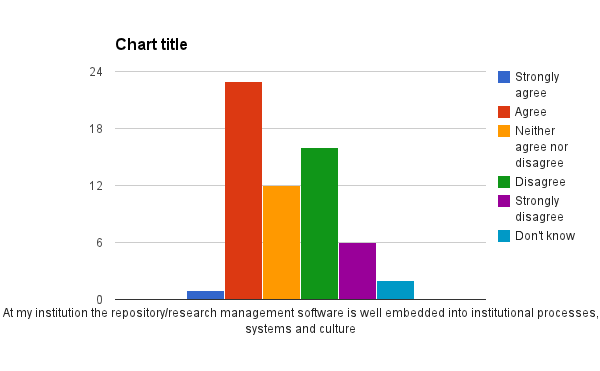 Chart title
24
18
12
6
0
Strongly
agree
Agree
Neither
agree nor
disagree
Disagree
Strongly
disagree
Don't know
At my institution the repository/research management software is well embedded into institutional processes,
systems and culture